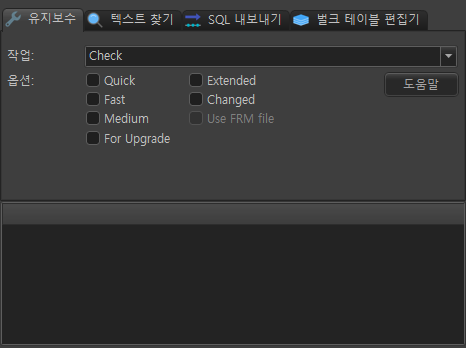 유지보수 텍스트 찾기 SQL 내보내기 벌크 테이블 편집기
작업: Check
옵션: Quick Extended 도움말
Fast Changed
Medium Use FRM file
For Upgrade